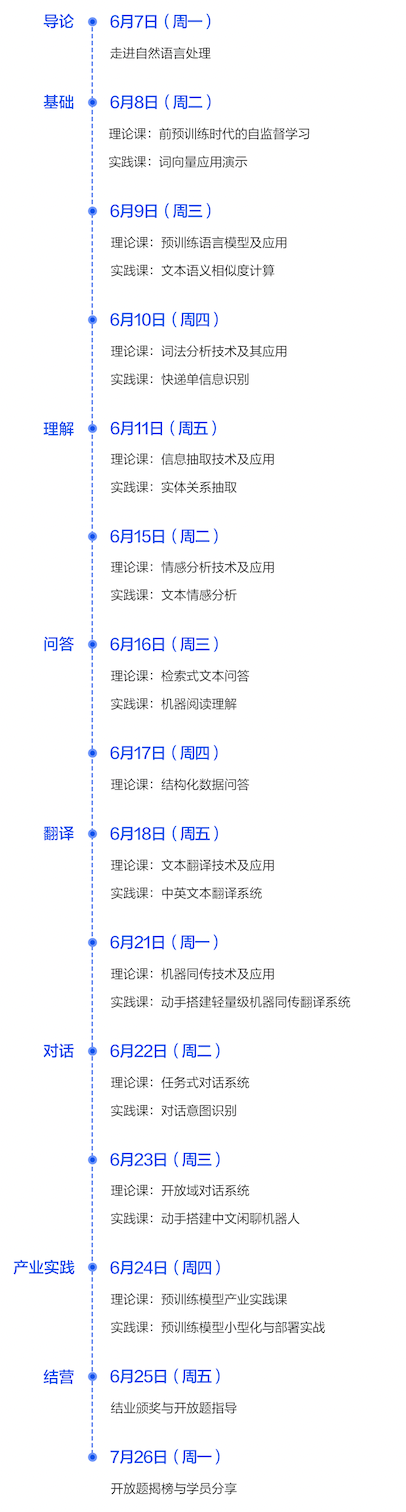 导论 6月7日（周一）
走进自然语言处理
基础 6月8日（周二）
理论课：前预训练时代的自监督学习
实践课：词向量应用演示
6月9日（周三）
理论课：预训练语言模型及应用
实践课：文本语义相似度计算
6月10日（周四）
理论课：词法分析技术及其应用
实践课：快递单信息识别
理解 6月11日（周五）
理论课：信息抽取技术及应用
实践课：实体关系抽取
6月15日（周二）
理论课：情感分析技术及应用
实践课：文本情感分析
问答 6月16日（周三）
理论课：检索式文本问答
实践课：机器阅读理解
6月17日（周四）
理论课：结构化数据问答
翻译 6月18日（周五）
理论课：文本翻译技术及应用
实践课：中英文本翻译系统
6月21日（周一）
理论课：机器同传技术及应用
实践课：动手搭建轻量级机器同传翻译系统
对话 6月22日（周二）
理论课：任务式对话系统
实践课：对话意图识别
6月23日（周三）
理论课：开放域对话系统
实践课：动手搭建中文闲聊机器人
产业实践 6月24日（周四）
理论课：预训练模型产业实践课
实践课：预训练模型小型化与部署实战
结营 6月25日（周五）
结业颁奖与开放题指导
7月26日（周一）
开放题揭榜与学员分享